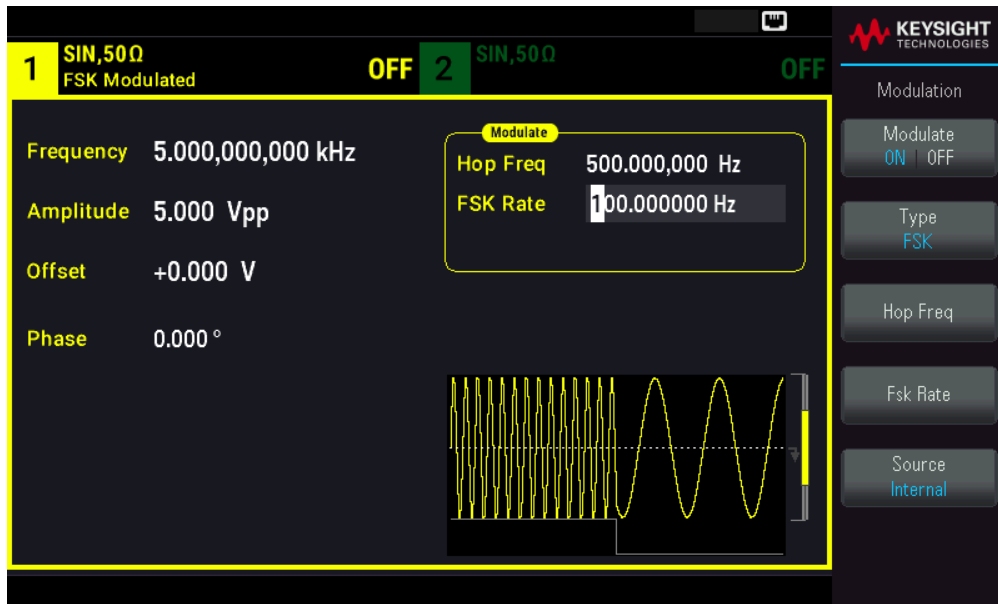 1 SIN,50Ω
FSK Modulated
OFF
2 SIN,50Ω
OFF
KEYSIGHT
TECHNOLOGIES
Modulation
Frequency 5.000,000,000 kHz
Amplitude 5.000 Vpp
Offset +0.000 V
Phase 0.000 °
Modulate
Hop Freq 500.000,000 Hz
FSK Rate 100.000000 Hz
Modulate
ON | OFF
Type
FSK
Hop Freq
Fsk Rate
Source
Internal